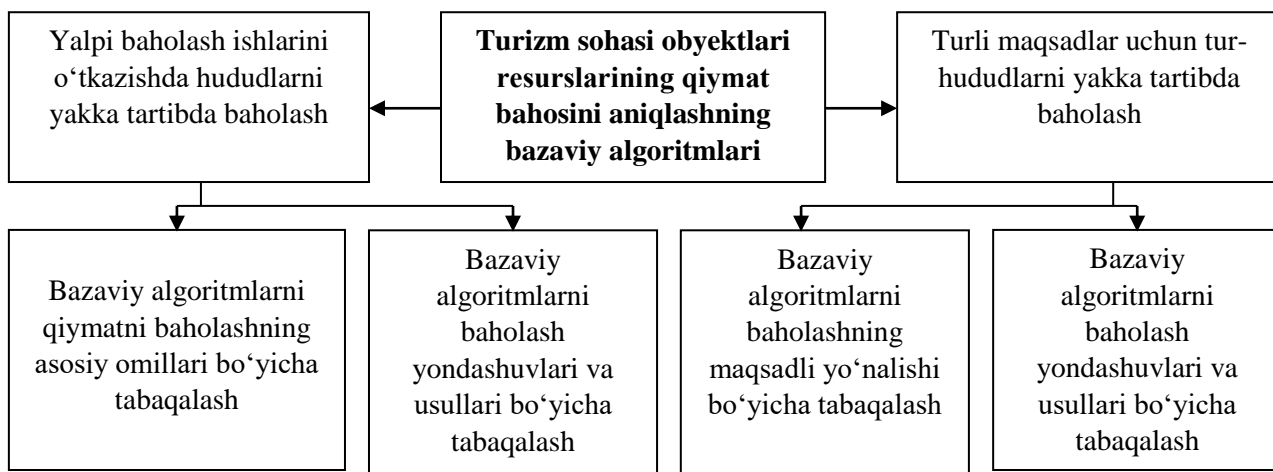 Yalpi baholash ishlarini
o‘tkazishda hududlarni
yakka tartibda baholash
Turizm sohasi obyektlari
resurslarining qiymat
bahosini aniqlashning
bazaviy algoritmlari
Turli maqsadlar uchun tur-
hududlarni yakka tartibda
baholash
Bazaviy algoritmlarni
qiymatni baholashning
asosiy omillari bo‘yicha
tabaqalash
Bazaviy
algoritmlarni
baholash
yondashuvlari va
usullari bo‘yicha
tabaqalash
Bazaviy
algoritmlarni
baholashning
maqsadli yo‘nalishi
bo‘yicha tabaqalash
Bazaviy
algoritmlarni
baholash
yondashuvlari va
usullari bo‘yicha
tabaqalash